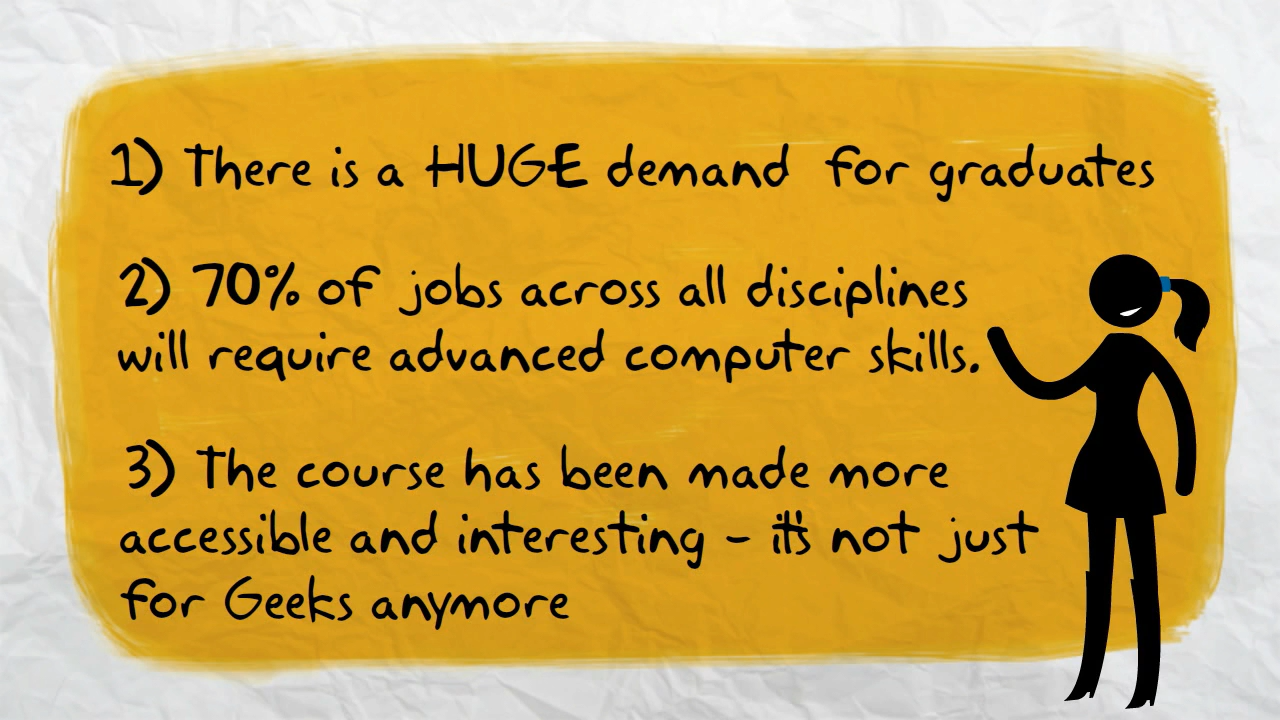 1) There is a HUGE demand for graduates
2) 70% of jobs across all disciplines
will require advanced computer skills.
3) The course has been made more
accessible and interesting - it's not just
for Geeks anymore